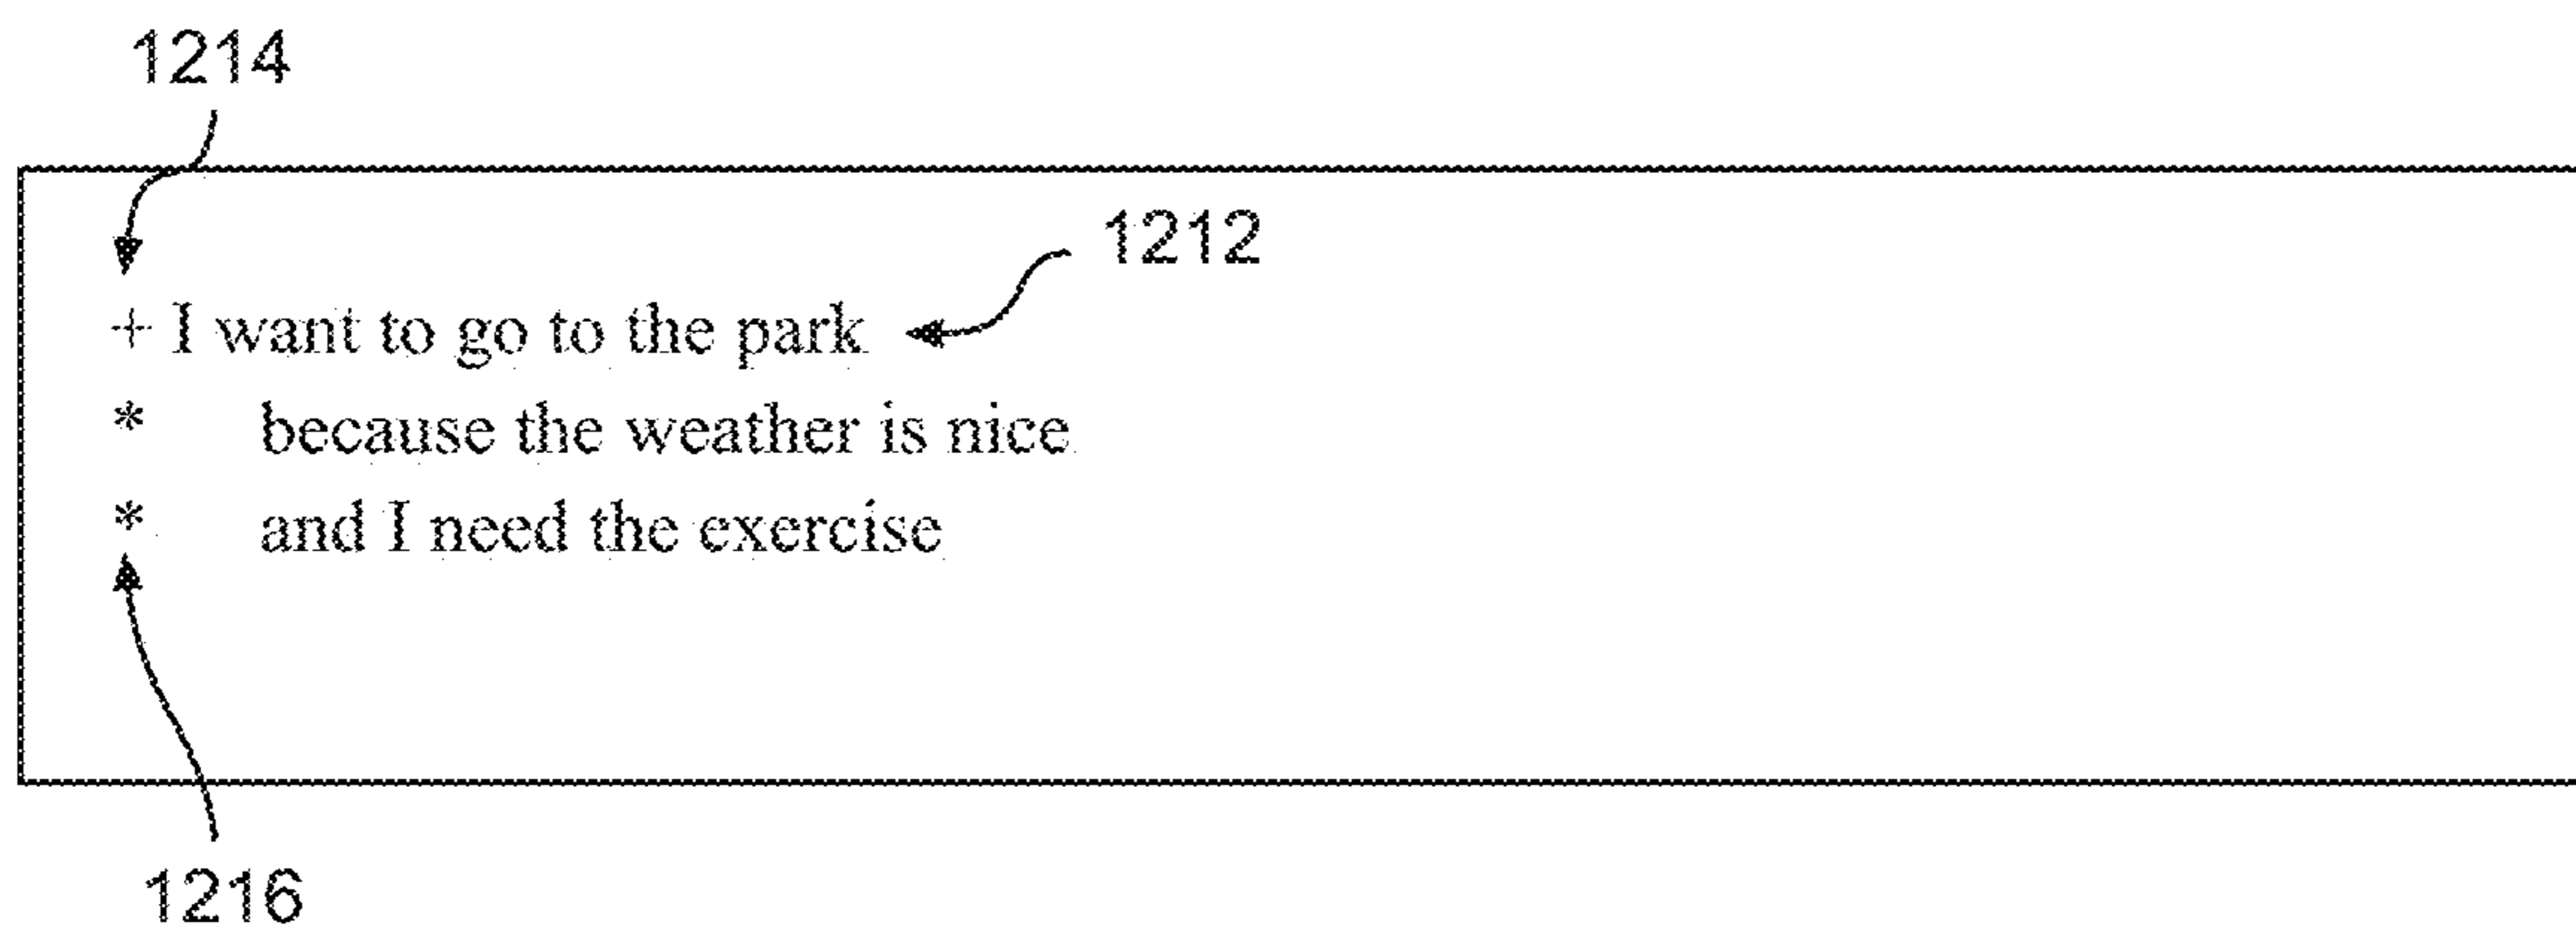 1214
1212
+ I want to go to the park
* because the weather is nice
* and I need the exercise
1216